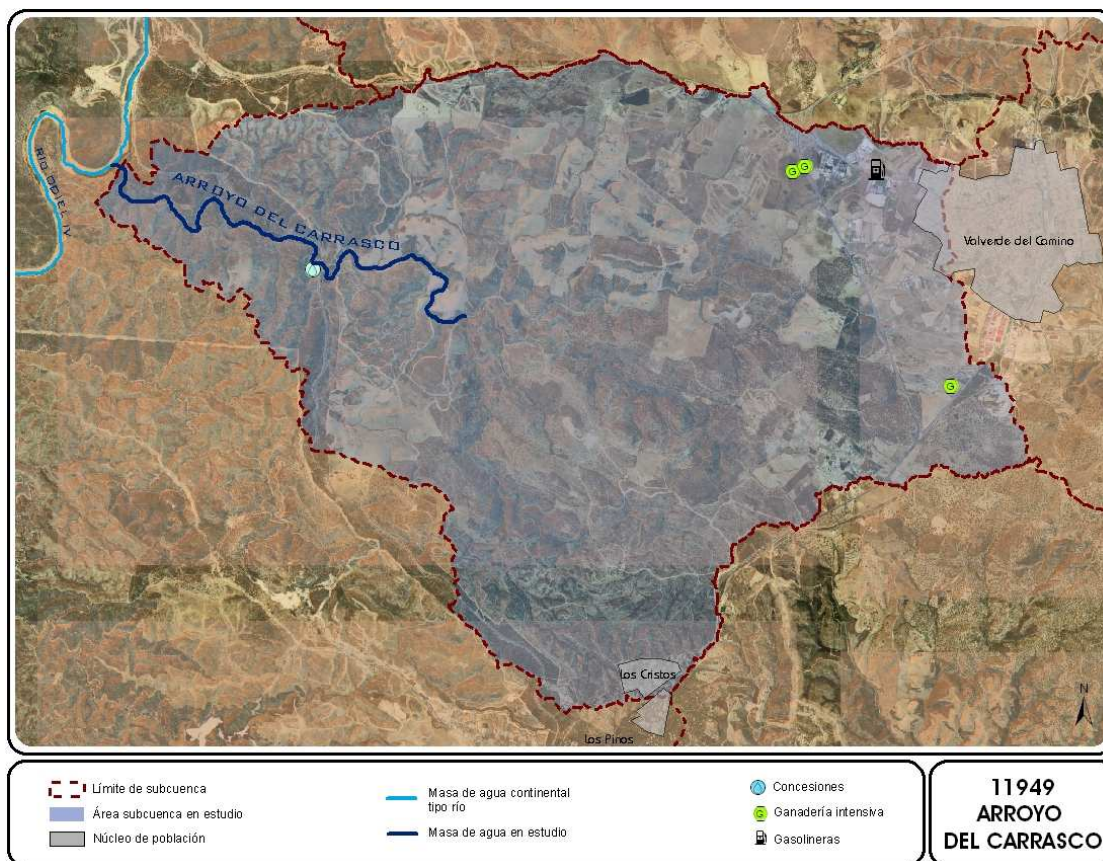 RÍO ODIEL IV
ARROYO DEL CARRASCO
G G
Valverde del Camino
G
Los Cristos
Los Pinos
N
Límite de subcuenca
Área subcuenca en estudio
Núcleo de población
Masa de agua continental
tipo río
Masa de agua en estudio
Concesiones
G Ganadería intensiva
Gasolineras
11949
ARROYO
DEL CARRASCO